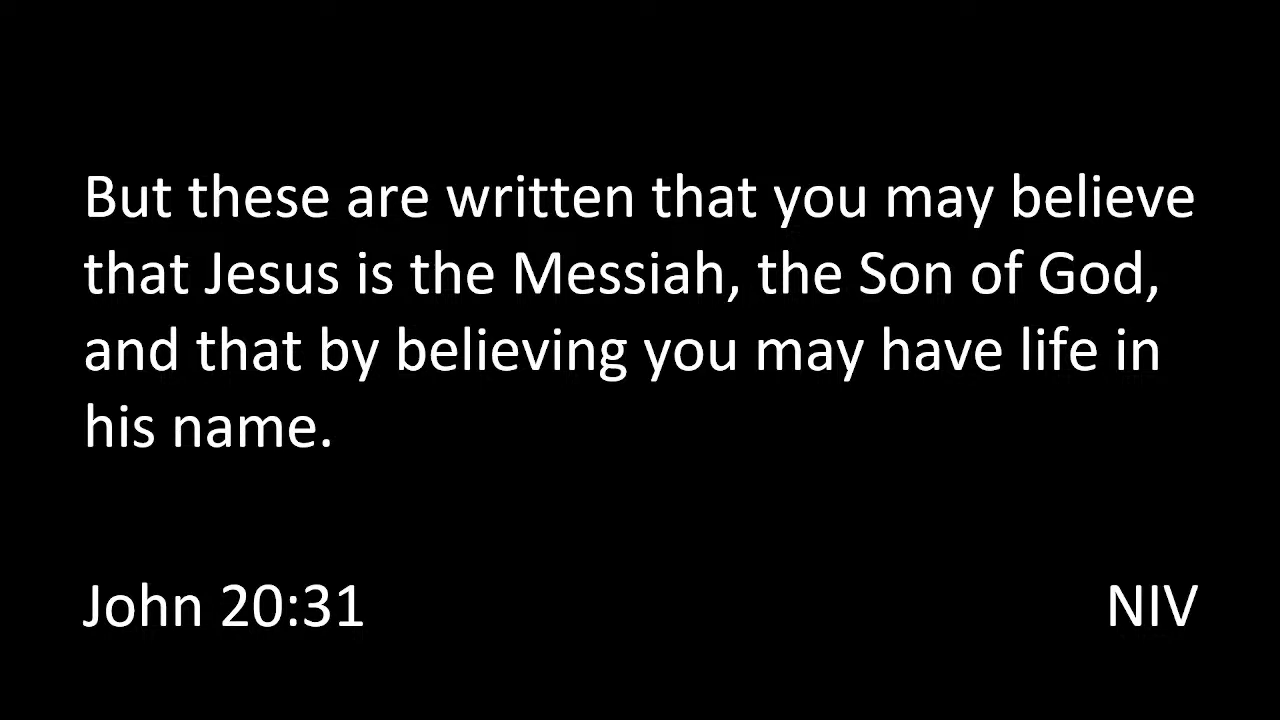 But these are written that you may believe
that Jesus is the Messiah, the Son of God,
and that by believing you may have life in
his name.
John 20:31 NIV